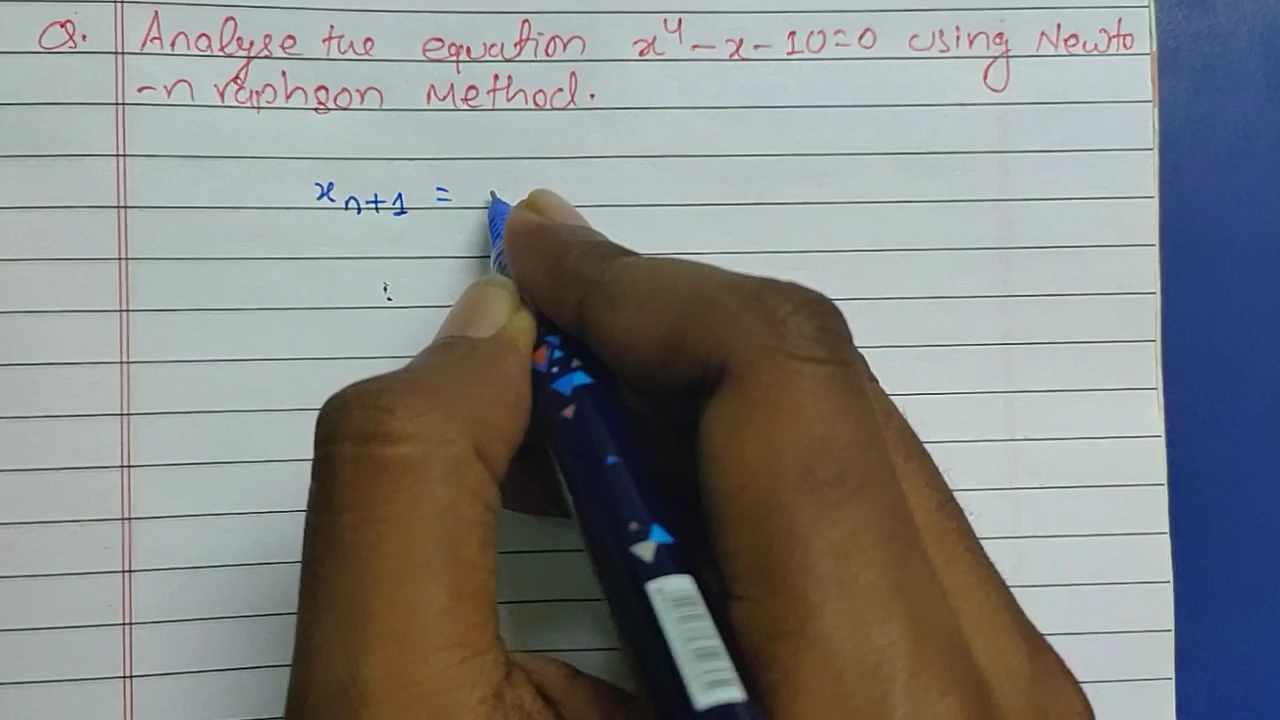 Q. Analyse the equation x⁴-x-10=0 using Newto
-n raphson Method.
xₙ₊₁ =